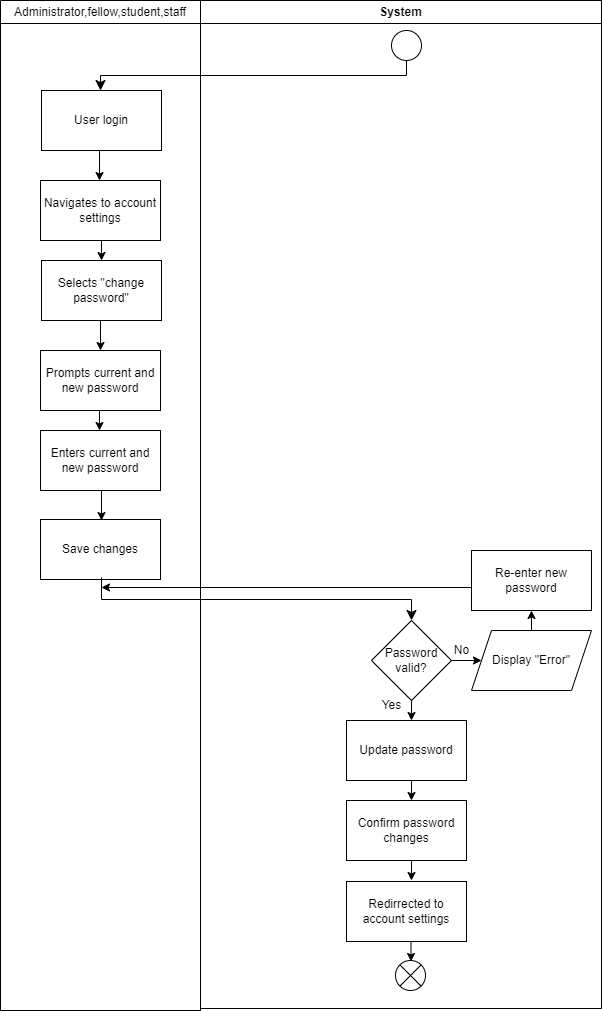 Administrator,fellow,student,staff
System
User login
Navigates to account
settings
Selects "change
password"
Prompts current and
new password
Enters current and
new password
Save changes
Re-enter new
password
Password
valid?
No
Display "Error"
Yes
Update password
Confirm password
changes
Redirrected to
account settings